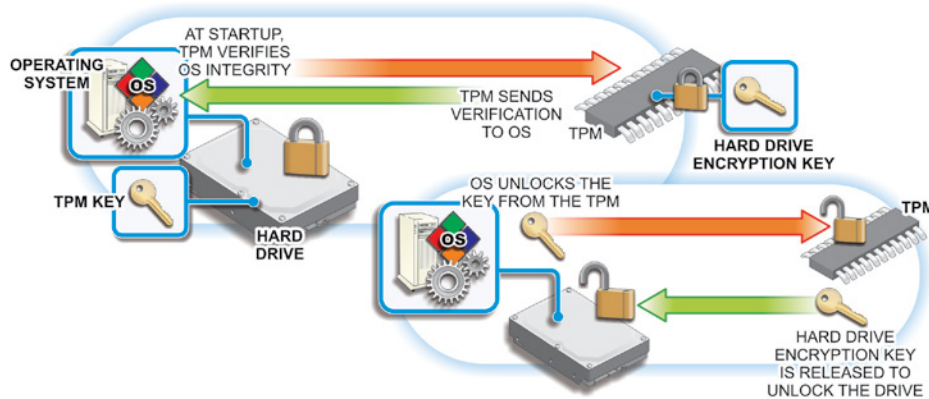 AT STARTUP,
TPM VERIFIES
OS INTEGRITY
OPERATING
SYSTEM
OS
TPM SENDS
VERIFICATION
TO OS
TPM
HARD DRIVE
ENCRYPTION KEY
TPM KEY
HARD
DRIVE
OS UNLOCKS THE
KEY FROM THE TPM
TPM
OS
HARD DRIVE
ENCRYPTION KEY
IS RELEASED TO
UNLOCK THE DRIVE